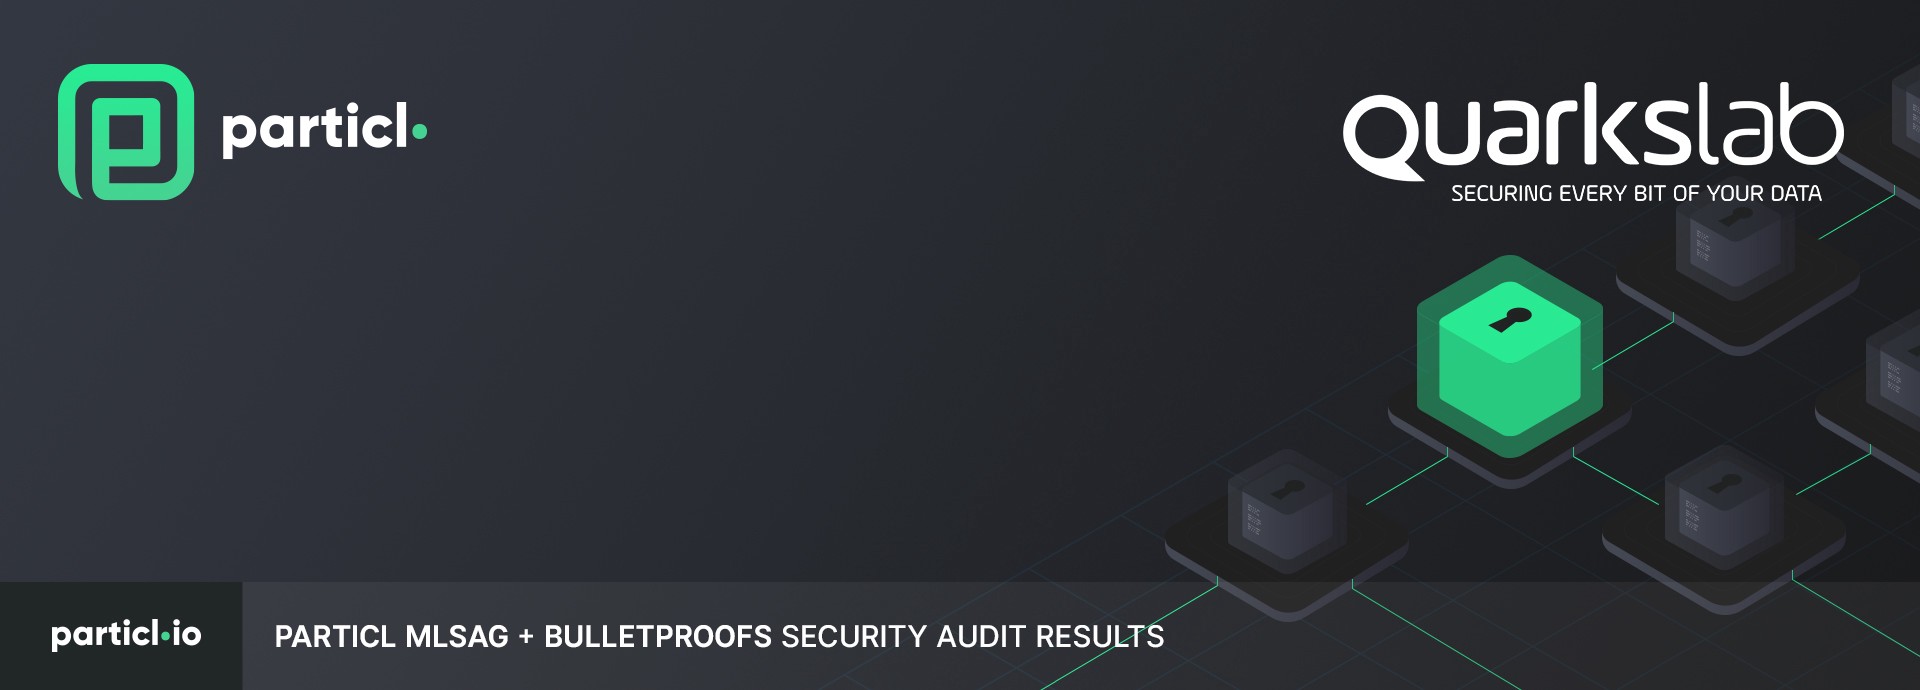 particl
Quarkslab
SECURING EVERY BIT OF YOUR DATA
particl.io
PARTICL MLSAG + BULLETPROOFS SECURITY AUDIT RESULTS